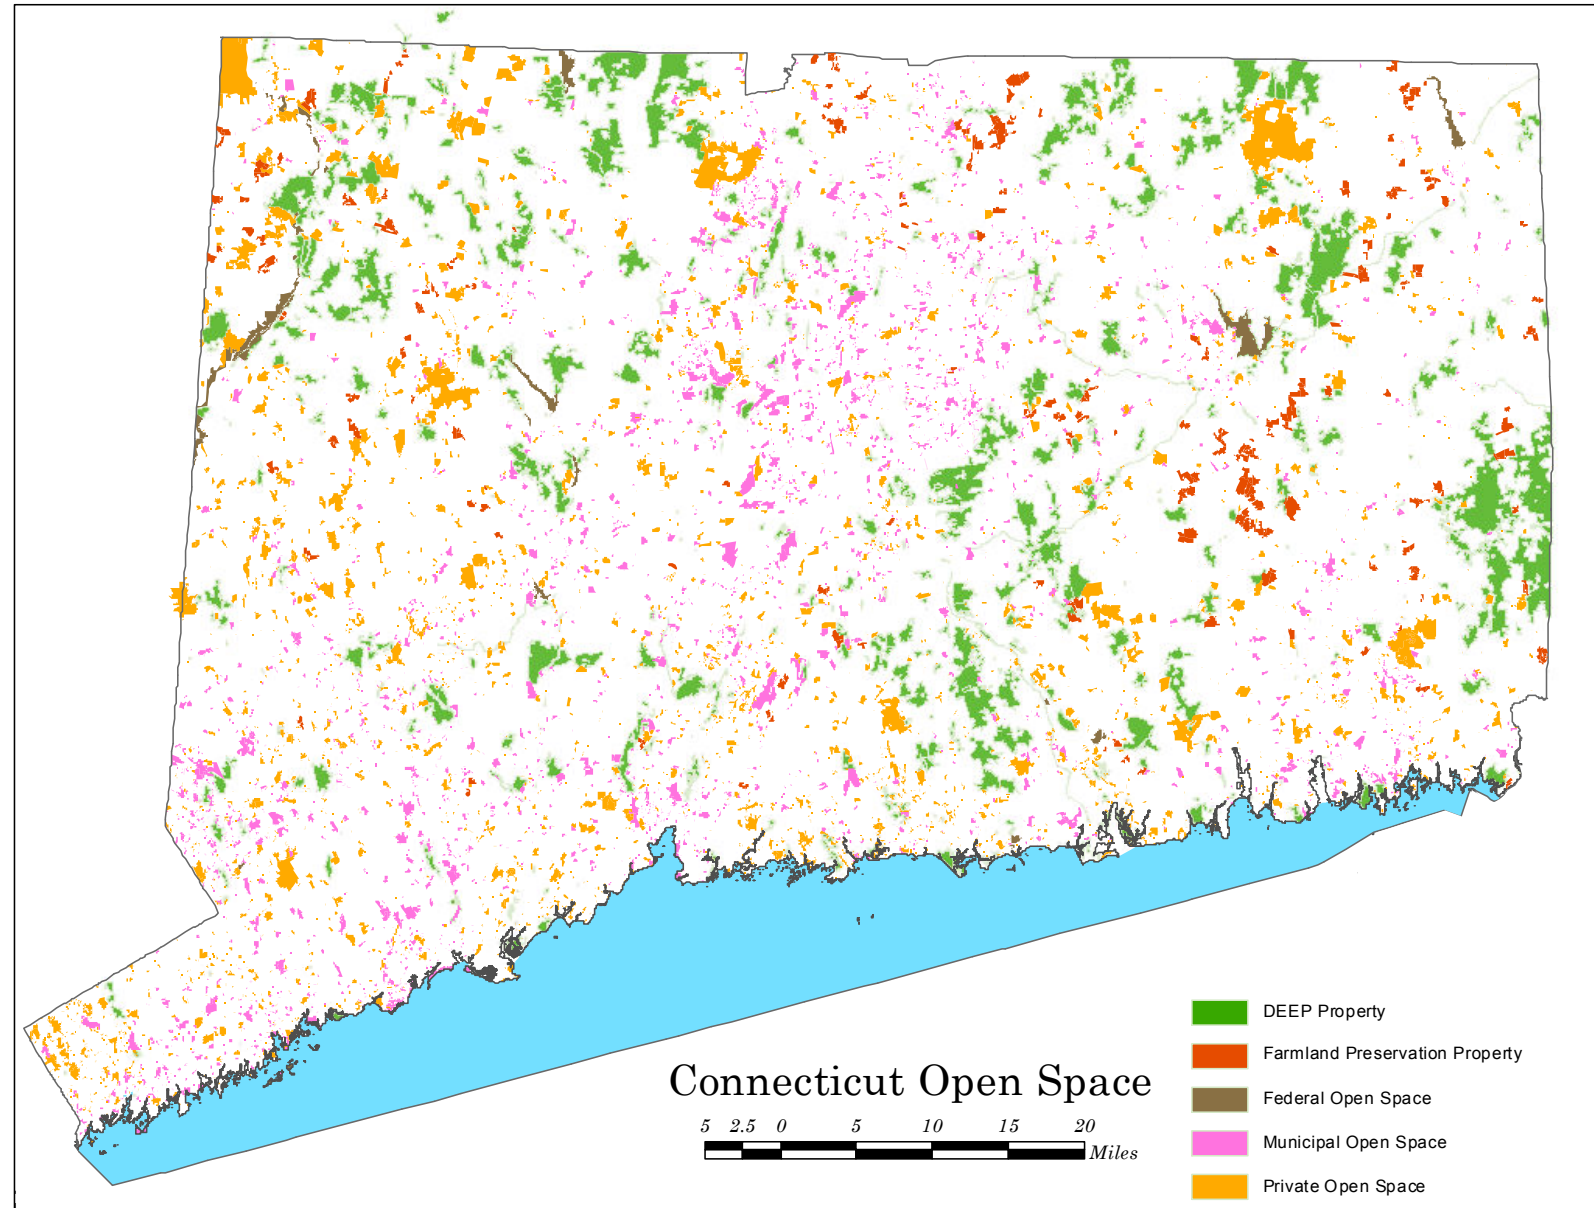 Connecticut Open Space
5 2.5 0 5 10 15 20
Miles
DEEP Property
Farmland Preservation Property
Federal Open Space
Municipal Open Space
Private Open Space